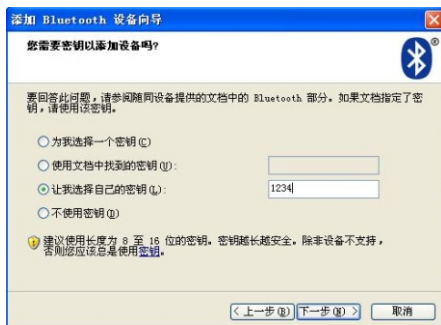 添加 Bluetooth 设备向导
您需要密钥以添加设备吗?
要回答此问题，请参阅随同设备提供的文档中的 Bluetooth 部分。如果文档指定了密
钥，请使用该密钥。
为我选择一个密钥(C)
使用文档中找到的密钥(U):
让我选择自己的密钥(L): 1234
不使用密钥(D)
建议使用长度为 8 至 16 位的密钥。密钥越长越安全。除非设备不支持，
否则您应该总是使用密钥。
< 上一步(B) 下一步(N) > 取消